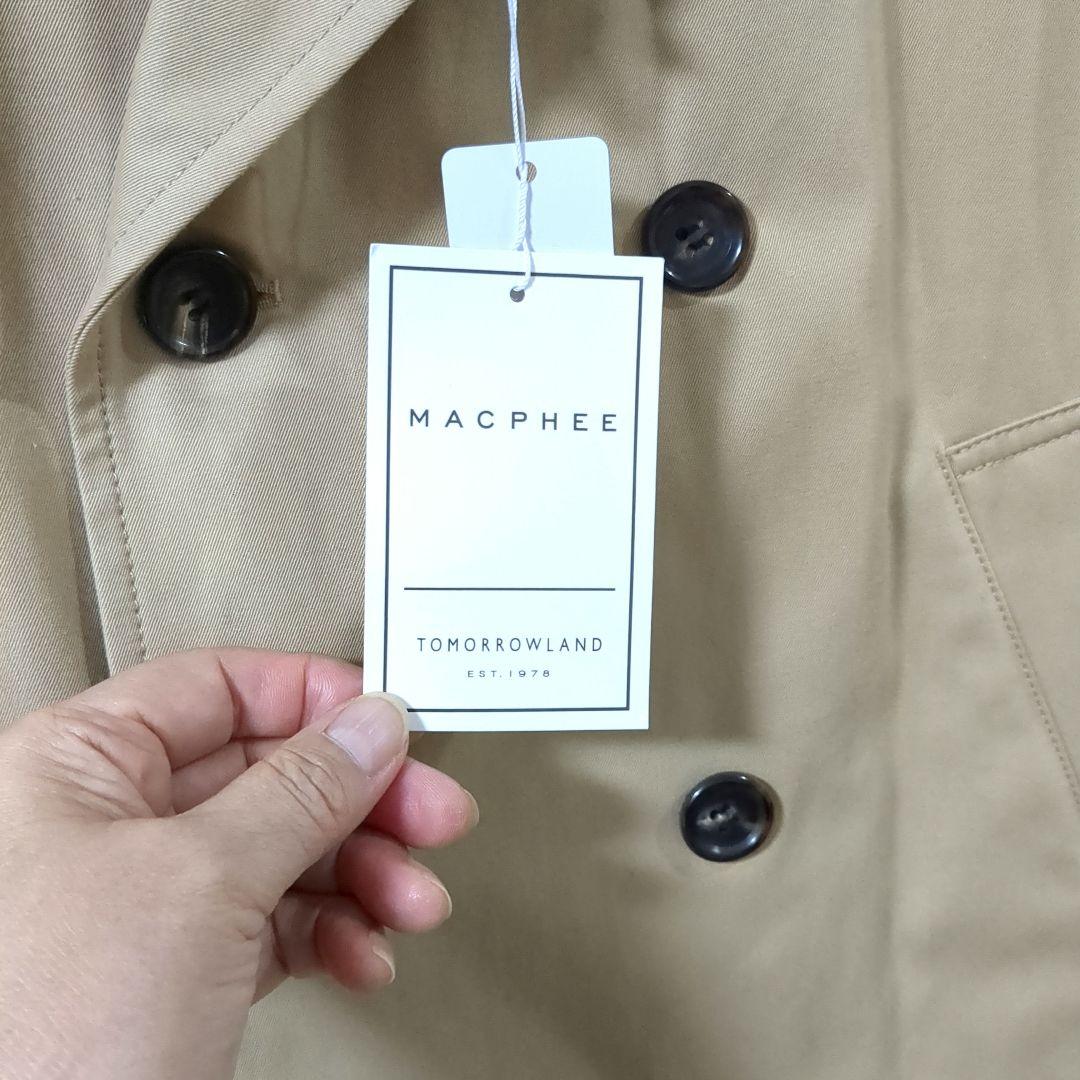 MACPHEE
TOMORROWLAND
EST. 1978